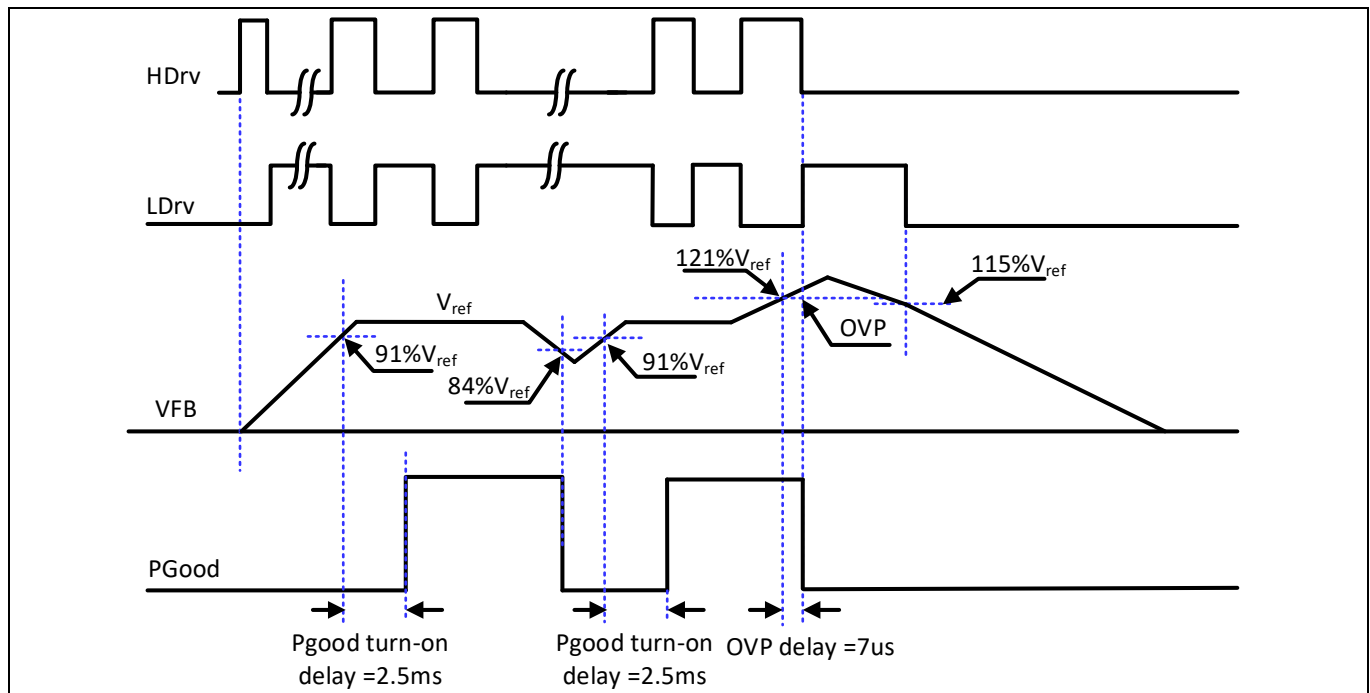 HDrv
LDrv
121%Vref
115%Vref
Vref
OVP
91%Vref
84%Vref
91%Vref
VFB
PGood
Pgood turn-on
delay =2.5ms
Pgood turn-on
delay =2.5ms
OVP delay =7us